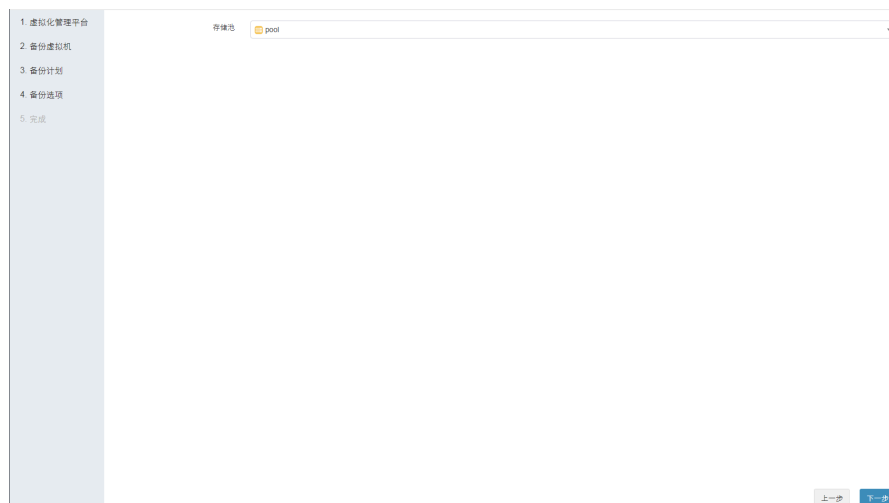 1. 虚拟化管理平台
2. 备份虚拟机
3. 备份计划
4. 备份选项
5. 完成
存储池
pool
上一步
下一步